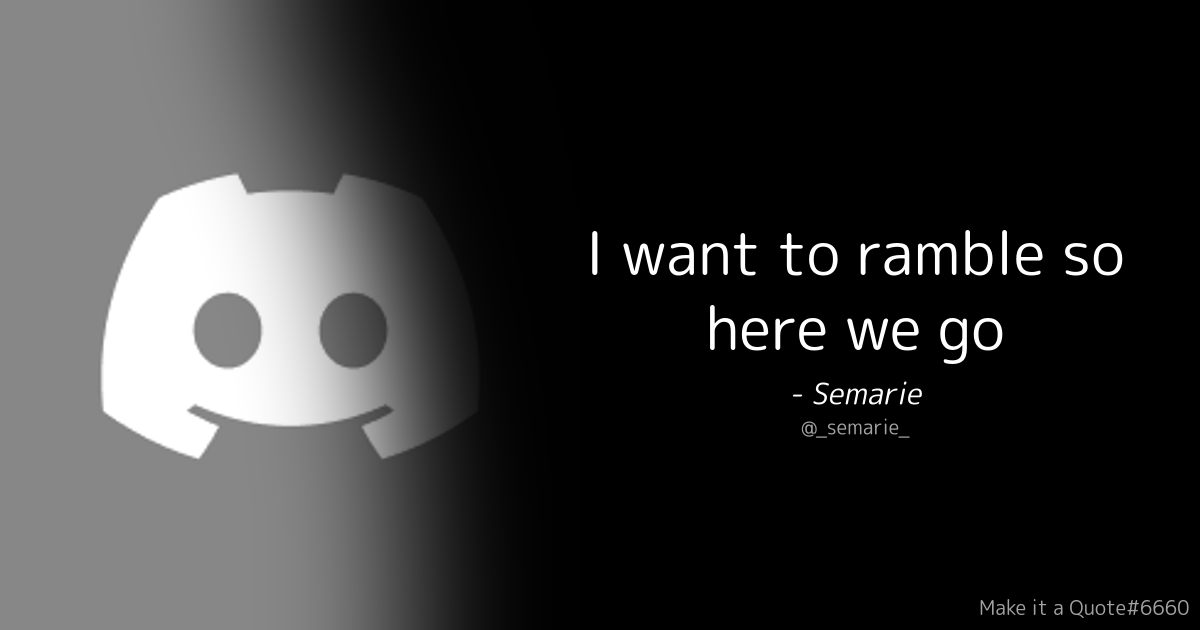 I want to ramble so
here we go
- Semarie
@_semarie_
Make it a Quote#6660